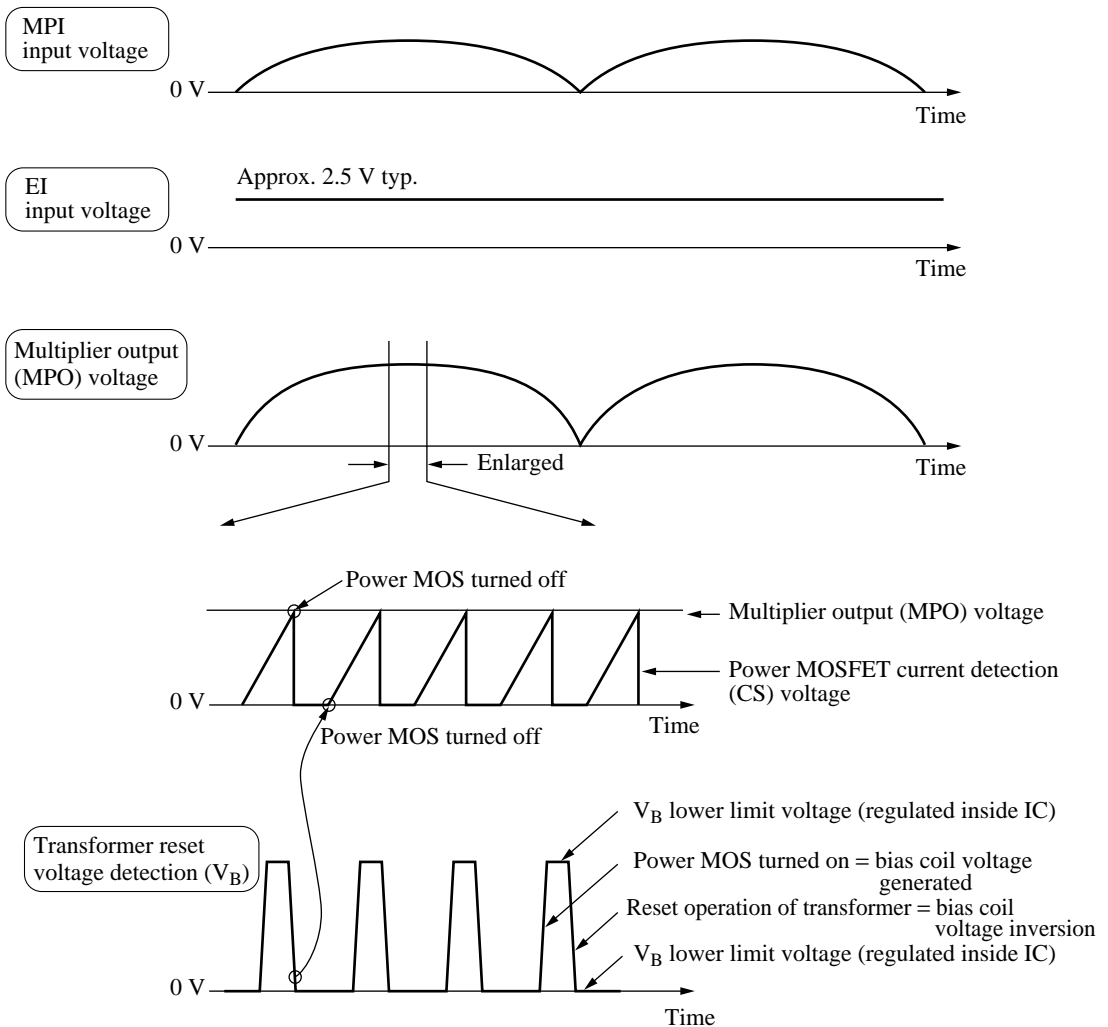 MPI
input voltage
0 V
Time
EI
input voltage
Approx. 2.5 V typ.
0 V
Time
Multiplier output
(MPO) voltage
0 V
Time
Enlarged
Power MOS turned off
Multiplier output (MPO) voltage
Power MOSFET current detection
(CS) voltage
0 V
Time
Power MOS turned off
Transformer reset
voltage detection (VB)
VB lower limit voltage (regulated inside IC)
Power MOS turned on = bias coil voltage
generated
Reset operation of transformer = bias coil
voltage inversion
VB lower limit voltage (regulated inside IC)
0 V
Time